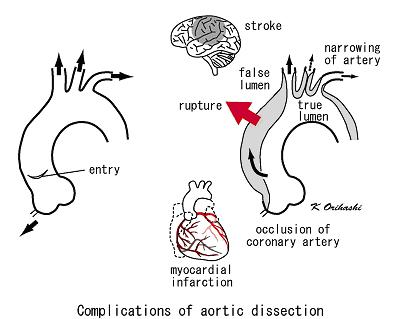 stroke
narrowing
of artery
false
lumen
rupture
true
lumen
entry
K Orihashi
occlusion of
coronary artery
myocardial
infarction
Complications of aortic dissection